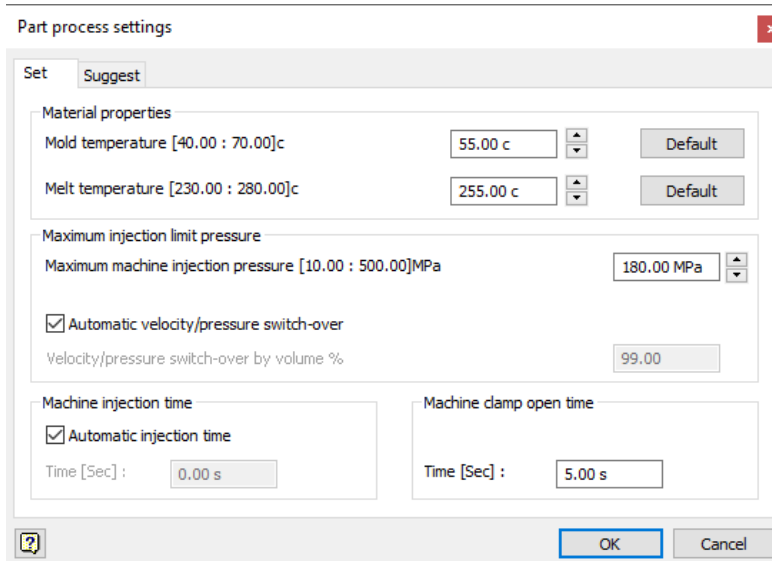 Part process settings
Set
Suggest
Material properties
Mold temperature [40.00 : 70.00]c 55.00 c Default
Melt temperature [230.00 : 280.00]c 255.00 c Default
Maximum injection limit pressure
Maximum machine injection pressure [10.00 : 500.00]MPa 180.00 MPa
Automatic velocity/pressure switch-over
Velocity/pressure switch-over by volume % 99.00
Machine injection time
Automatic injection time
Time [Sec] : 0.00 s
Machine clamp open time
Time [Sec] : 5.00 s
OK Cancel